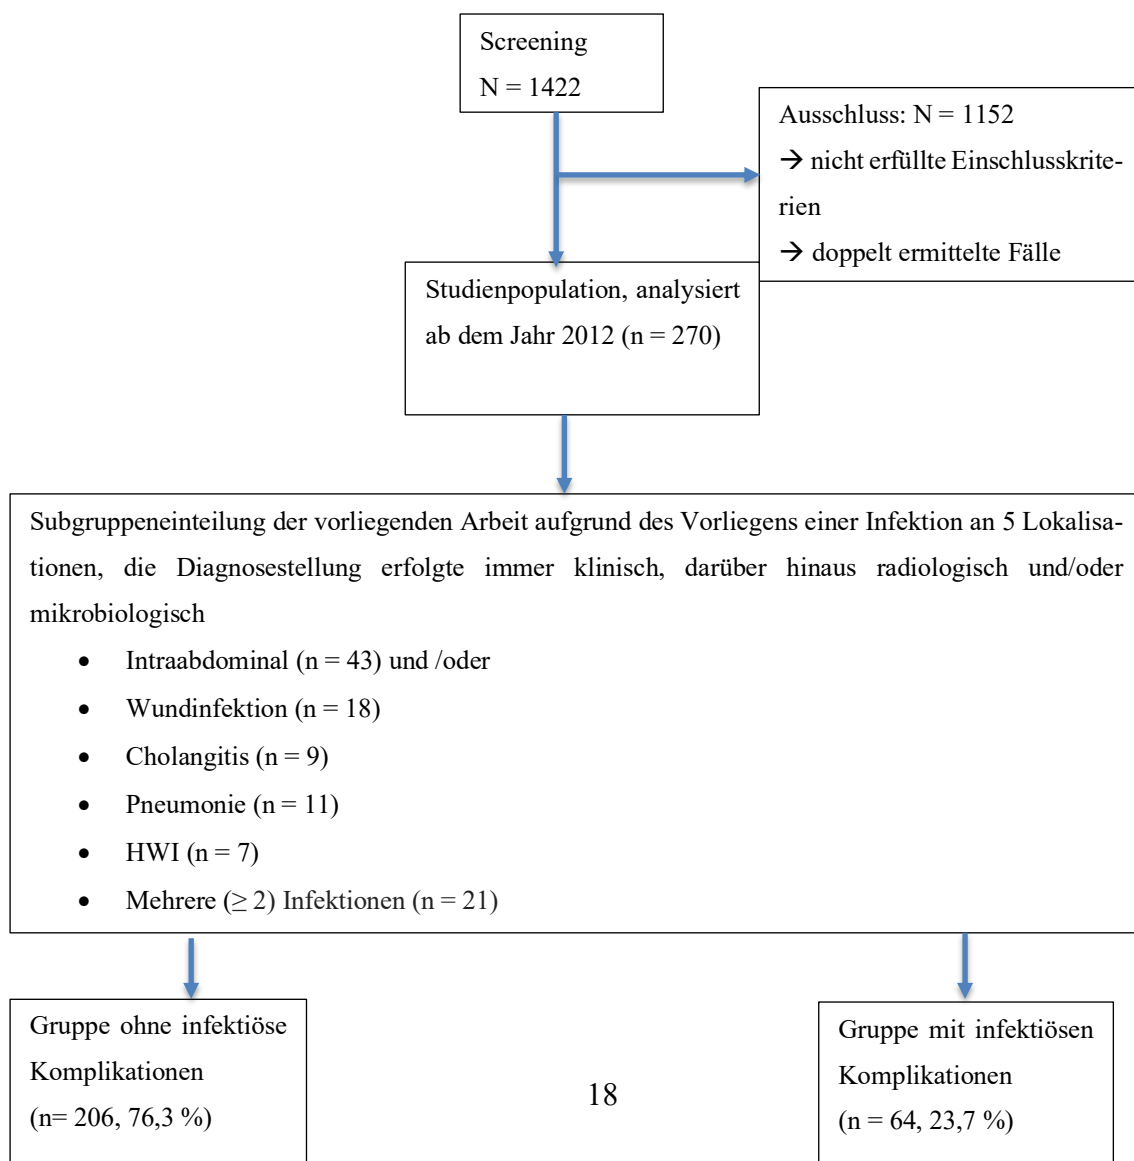 Screening
N = 1422
Ausschluss: N = 1152
→ nicht erfüllte Einschlusskrite-
rien
→ doppelt ermittelte Fälle
Studienpopulation, analysiert
ab dem Jahr 2012 (n = 270)
Subgruppeneinteilung der vorliegenden Arbeit aufgrund des Vorliegens einer Infektion an 5 Lokalisa-
tionen, die Diagnosestellung erfolgte immer klinisch, darüber hinaus radiologisch und/oder
mikrobiologisch
• Intraabdominal (n = 43) und /oder
• Wundinfektion (n = 18)
• Cholangitis (n = 9)
• Pneumonie (n = 11)
• HWI (n = 7)
• Mehrere (≥ 2) Infektionen (n = 21)
Gruppe ohne infektiöse
Komplikationen
(n= 206, 76,3 %)
18
Gruppe mit infektiösen
Komplikationen
(n = 64, 23,7 %)